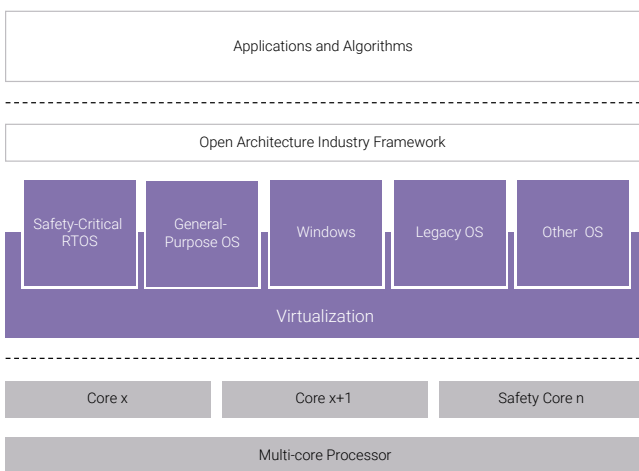 Applications and Algorithms
Open Architecture Industry Framework
Safety-Critical
RTOS
General-
Purpose OS
Windows
Legacy OS
Other OS
Virtualization
Core x
Core x+1
Safety Core n
Multi-core Processor